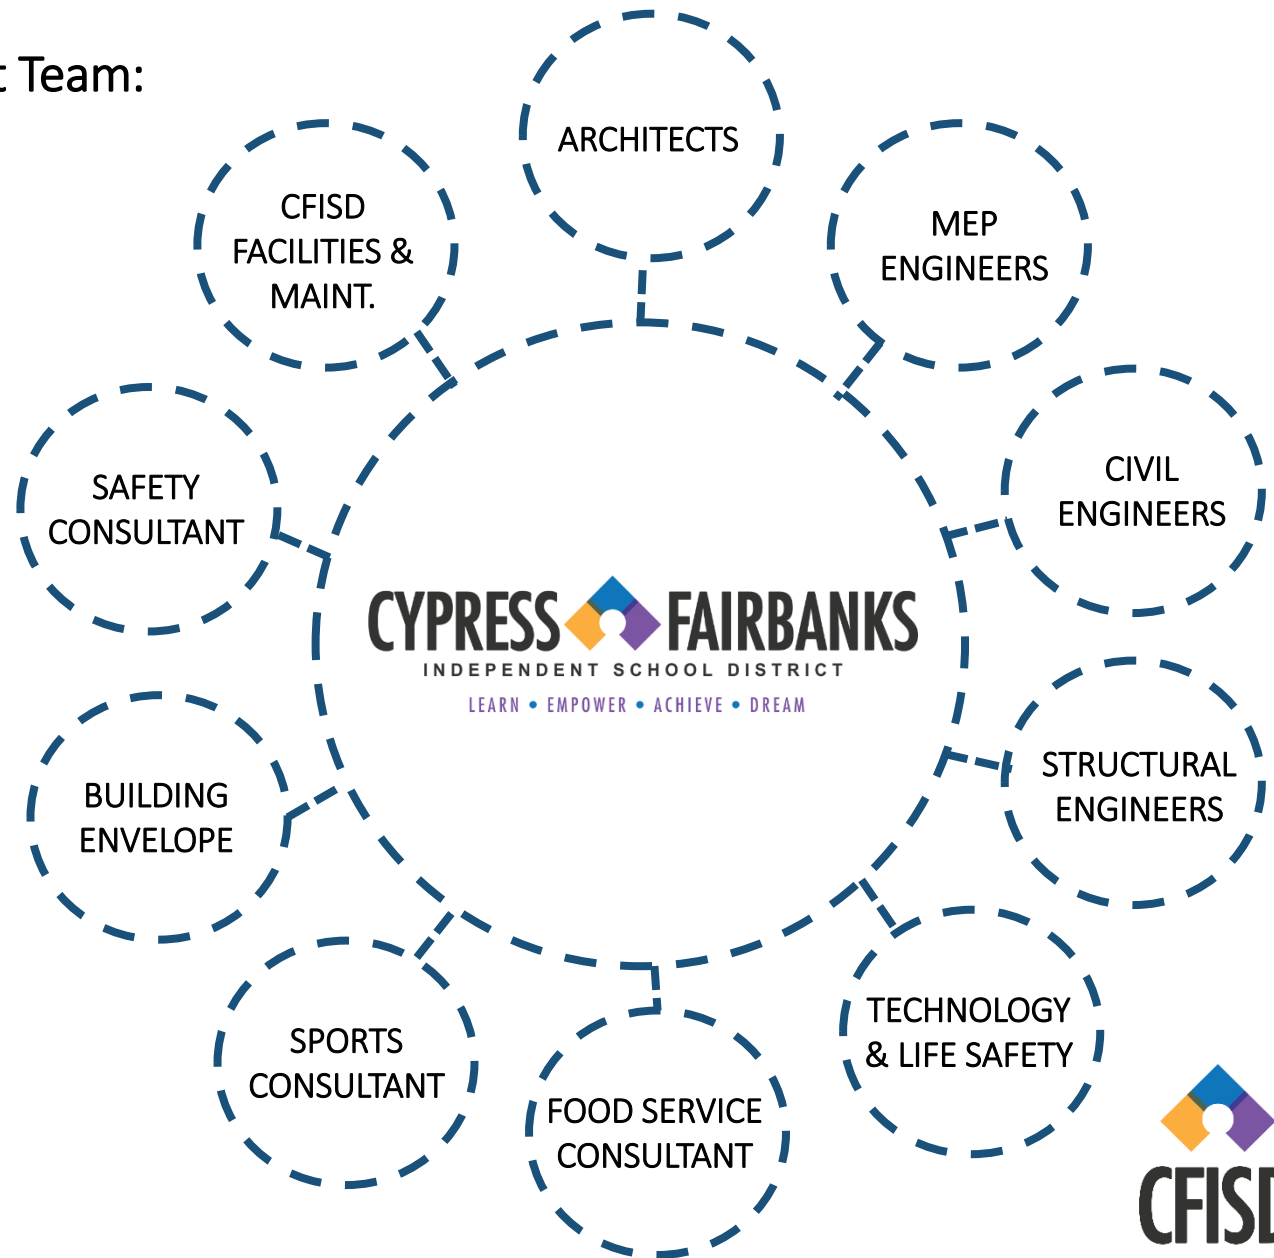 t Team:
ARCHITECTS
CFISD
FACILITIES &
MAINT.
MEP
ENGINEERS
SAFETY
CONSULTANT
CIVIL
ENGINEERS
CYPRESS FAIRBANKS
INDEPENDENT SCHOOL DISTRICT
LEARN • EMPOWER • ACHIEVE • DREAM
BUILDING
ENVELOPE
STRUCTURAL
ENGINEERS
SPORTS
CONSULTANT
TECHNOLOGY
& LIFE SAFETY
FOOD SERVICE
CONSULTANT
CFISD